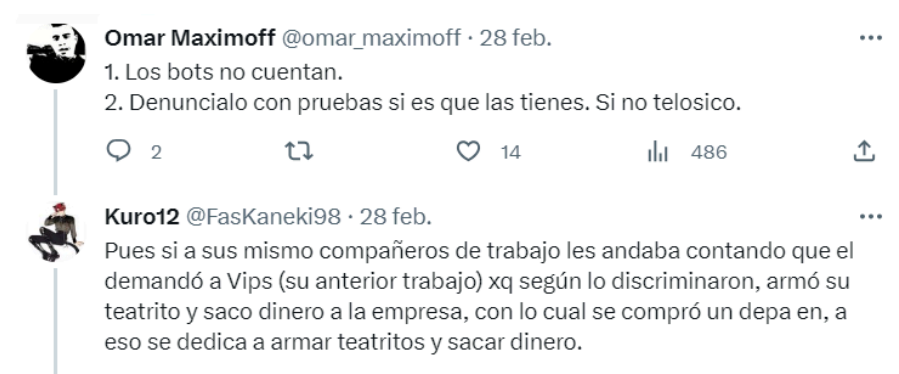 Omar Maximoff @omar_maximoff · 28 feb.
1. Los bots no cuentan.
2. Denuncialo con pruebas si es que las tienes. Si no telosico.
2 14 486
Kuro12 @FasKaneki98 · 28 feb.
Pues si a sus mismo compañeros de trabajo les andaba contando que el
demandó a Vips (su anterior trabajo) xq según lo discriminaron, armó su
teatrito y saco dinero a la empresa, con lo cual se compró un depa en, a
eso se dedica a armar teatritos y sacar dinero.